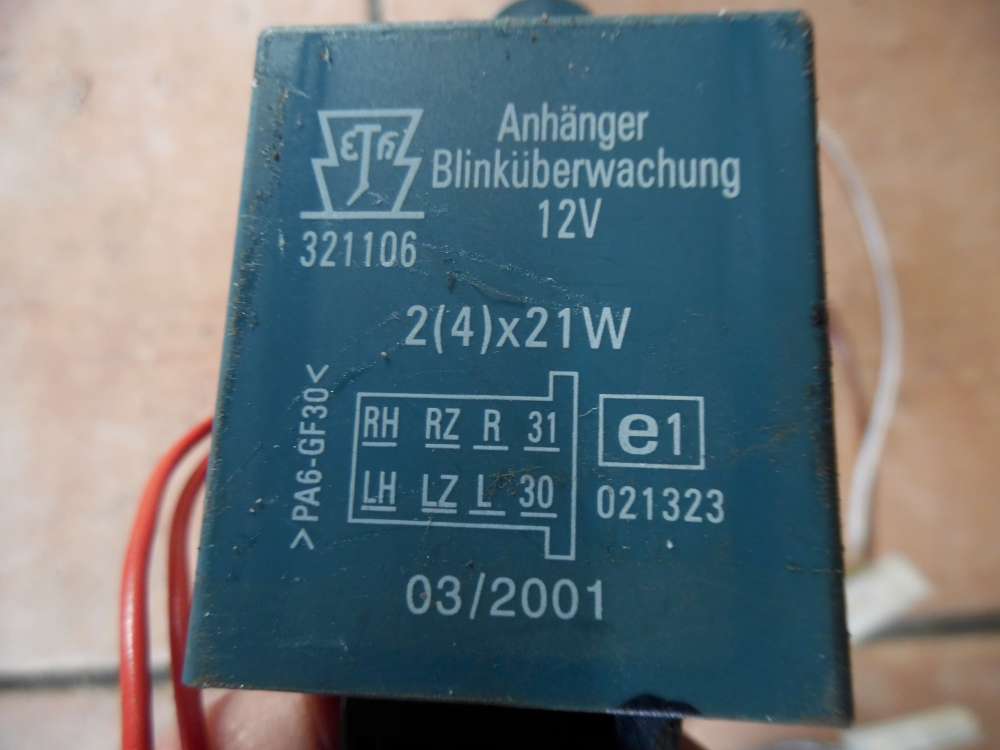 ETH
321106
Anhänger
Blinküberwachung
12V
2(4)x21W
>PA6-GF30<
RH RZ R 31
LH LZ L 30
e1
021323
03/2001